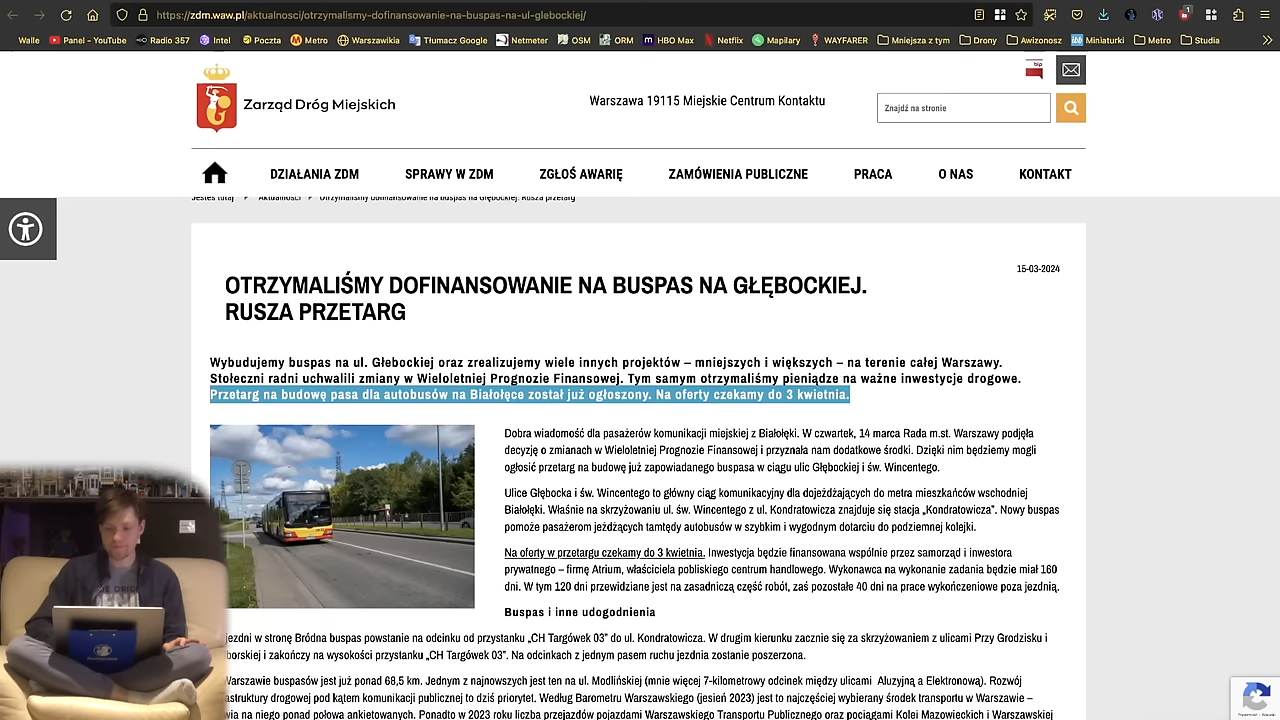 https://zdm.waw.pl/aktualnosci/otrzymalismy-dofinansowanie-na-buspas-na-ul-glebockiej/
Walle Panel - YouTube Radio 357 Intel Poczta Metro Warszawikia Tłumacz Google Netmeter OSM ORM HBO Max Netflix Mapilary WAYFARER Mniejsza z tym Drony Awizonosz Miniaturki Metro Studia
bip
Zarząd Dróg Miejskich
Warszawa 19115 Miejskie Centrum Kontaktu
Znajdź na stronie
DZIAŁANIA ZDM SPRAWY W ZDM ZGŁOŚ AWARIĘ ZAMÓWIENIA PUBLICZNE PRACA O NAS KONTAKT
Jesteś tutaj Aktualności Otrzymaliśmy dofinansowanie na buspas na Głębockiej. Rusza przetarg
15-03-2024
OTRZYMALIŚMY DOFINANSOWANIE NA BUSPAS NA GŁĘBOCKIEJ.
RUSZA PRZETARG
Wybudujemy buspas na ul. Głebockiej oraz zrealizujemy wiele innych projektów – mniejszych i większych – na terenie całej Warszawy.
Stołeczni radni uchwalili zmiany w Wieloletniej Prognozie Finansowej. Tym samym otrzymaliśmy pieniądze na ważne inwestycje drogowe.
Przetarg na budowę pasa dla autobusów na Białołęce został już ogłoszony. Na oferty czekamy do 3 kwietnia.
Dobra wiadomość dla pasażerów komunikacji miejskiej z Białołęki. W czwartek, 14 marca Rada m.st. Warszawy podjęła
decyzję o zmianach w Wieloletniej Prognozie Finansowej i przyznała nam dodatkowe środki. Dzięki nim będziemy mogli
ogłosić przetarg na budowę już zapowiadanego buspasa w ciągu ulic Głębockiej i św. Wincentego.
Ulice Głębocka i św. Wincentego to główny ciąg komunikacyjny dla dojeżdżających do metra mieszkańców wschodniej
Białołęki. Właśnie na skrzyżowaniu ul. św. Wincentego z ul. Kondratowicza znajduje się stacja „Kondratowicza”. Nowy buspas
pomoże pasażerom jeżdżących tamtędy autobusów w szybkim i wygodnym dotarciu do podziemnej kolejki.
Na oferty w przetargu czekamy do 3 kwietnia. Inwestycja będzie finansowana wspólnie przez samorząd i inwestora
prywatnego – firmę Atrium, właściciela pobliskiego centrum handlowego. Wykonawca na wykonanie zadania będzie miał 160
dni. W tym 120 dni przewidziane jest na zasadniczą część robót, zaś pozostałe 40 dni na prace wykończeniowe poza jezdnią.
Buspas i inne udogodnienia
jezdni w stronę Bródna buspas powstanie na odcinku od przystanku „CH Targówek 03” do ul. Kondratowicza. W drugim kierunku zacznie się za skrzyżowaniem z ulicami Przy Grodzisku i
borskiej i zakończy na wysokości przystanku „CH Targówek 03”. Na odcinkach z jednym pasem ruchu jezdnia zostanie poszerzona.
Warszawie buspasów jest już ponad 68,5 km. Jednym z najnowszych jest ten na ul. Modlińskiej (mnie więcej 7-kilometrowy odcinek między ulicami Aluzyjną a Elektronową). Rozwój
astruktury drogowej pod kątem komunikacji publicznej to dziś priorytet. Według Barometru Warszawskiego (jesień 2023) jest to najczęściej wybierany środek transportu w Warszawie –
wia na niego ponad połowa ankietowanych. Ponadto w 2023 roku liczba przejazdów pojazdami Warszawskiego Transportu Publicznego oraz pociągami Kolei Mazowieckich i Warszawskiej